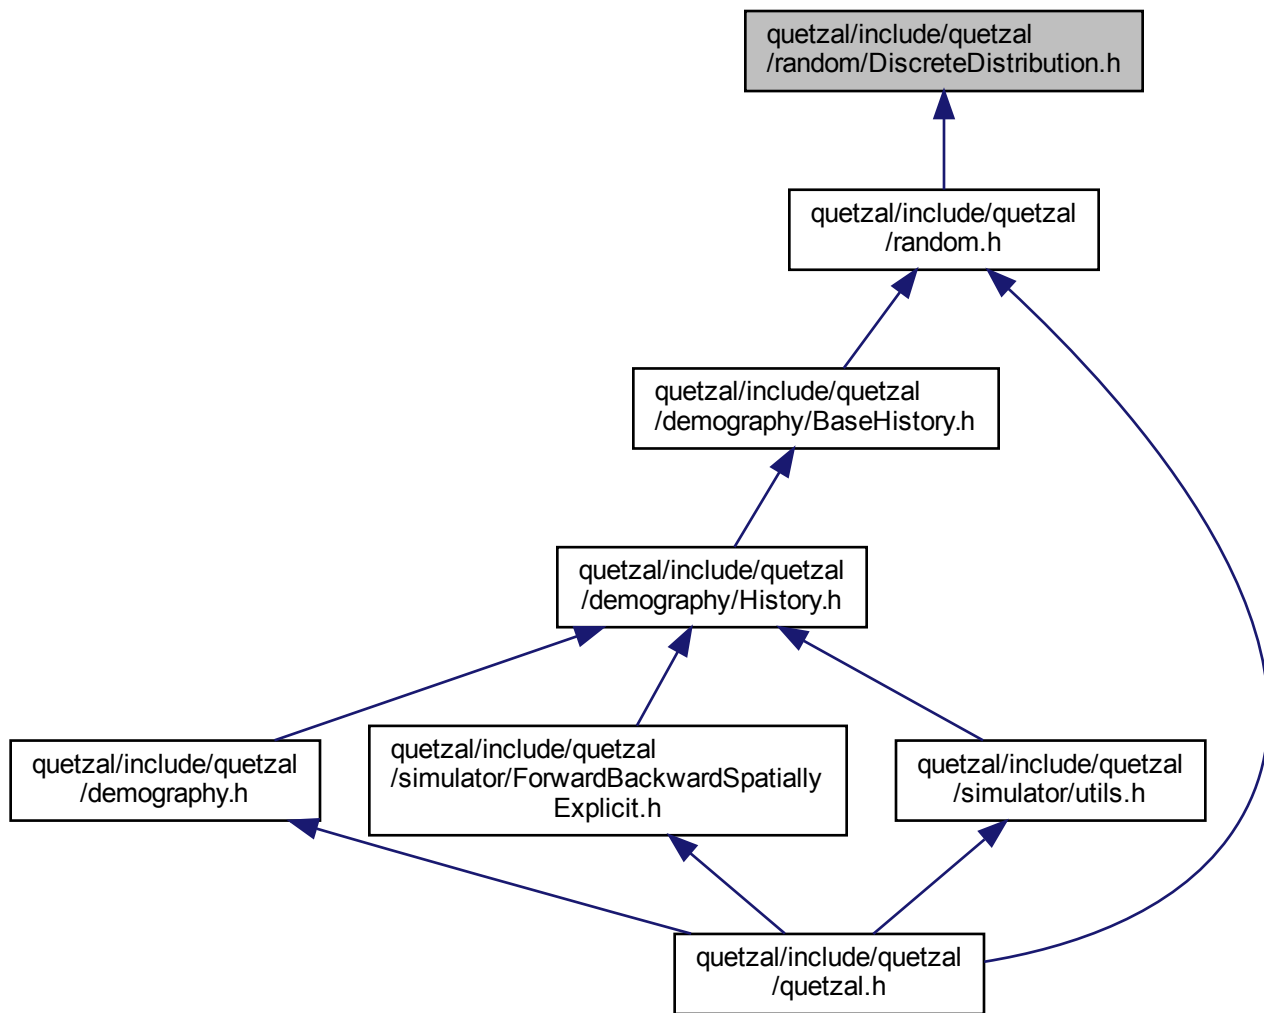 quetzal/include/quetzal
/random/DiscreteDistribution.h
quetzal/include/quetzal
/random.h
quetzal/include/quetzal
/demography/BaseHistory.h
quetzal/include/quetzal
/demography/History.h
quetzal/include/quetzal
/demography.h
quetzal/include/quetzal
/simulator/ForwardBackwardSpatially
Explicit.h
quetzal/include/quetzal
/simulator/utils.h
quetzal/include/quetzal
/quetzal.h